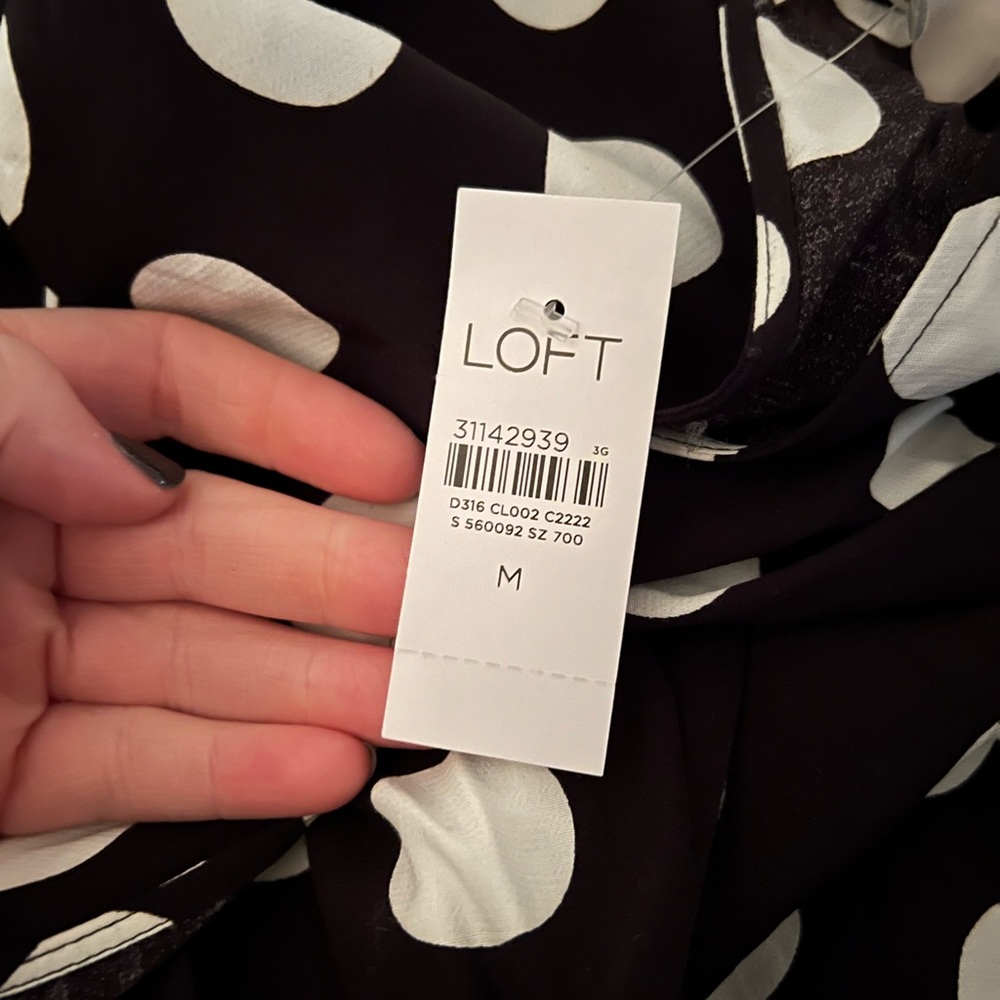 LOFT
31142939 3G
D316 CL002 C2222
S 560092 SZ 700
M